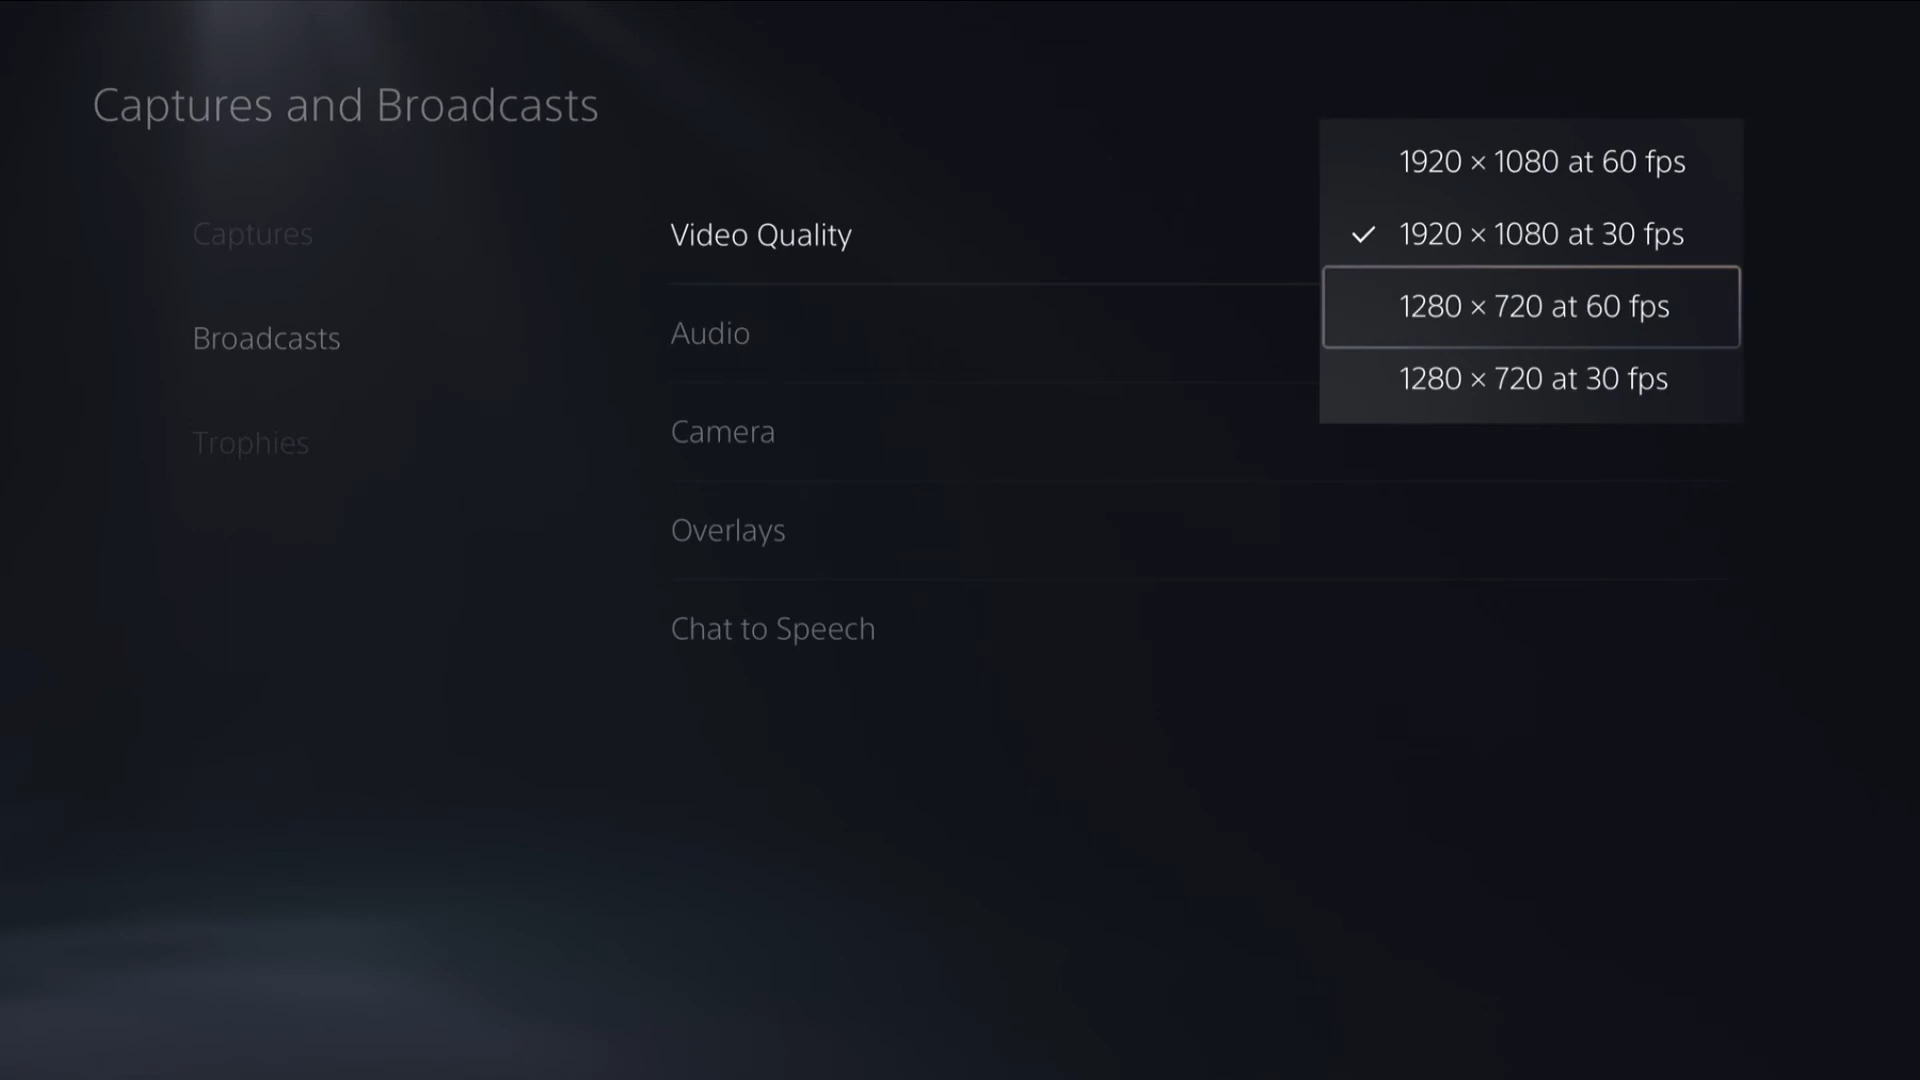 Captures and Broadcasts
Captures
Broadcasts
Trophies
Video Quality
Audio
Camera
Overlays
Chat to Speech
1920 × 1080 at 60 fps
✓ 1920 × 1080 at 30 fps
1280 × 720 at 60 fps
1280 × 720 at 30 fps